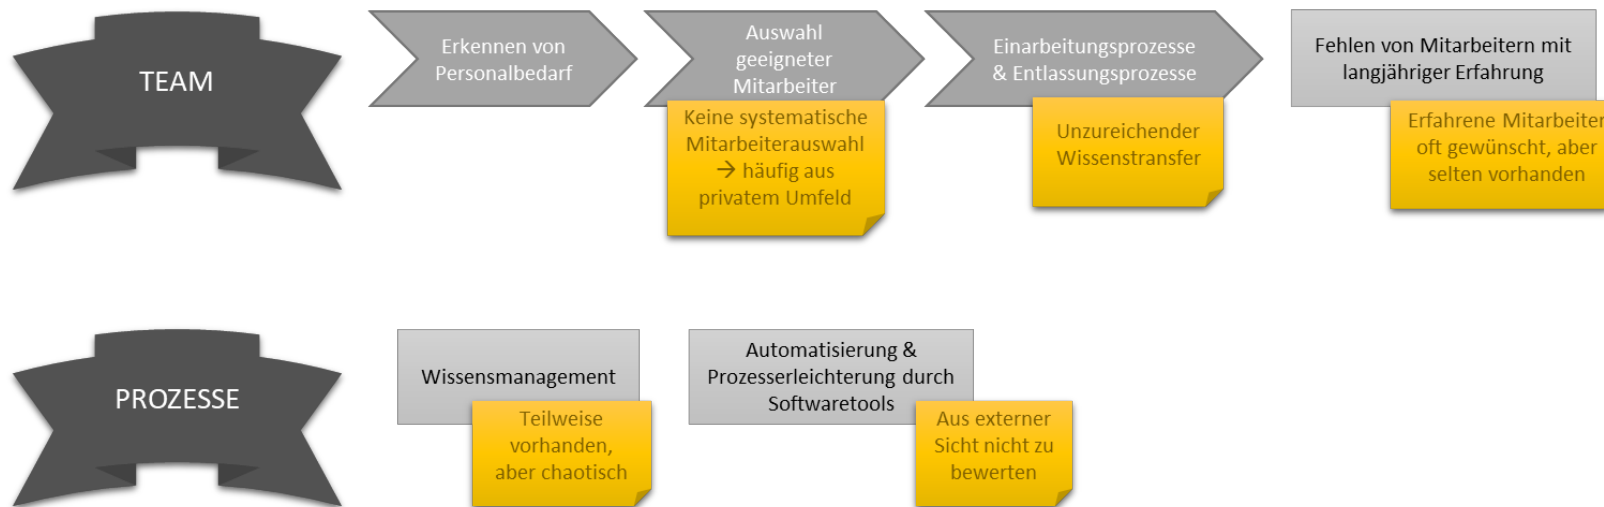 TEAM
Erkennen von
Personalbedarf
Auswahl
geeigneter
Mitarbeiter
Keine systematische
Mitarbeiterauswahl
→ häufig aus
privatem Umfeld
Einarbeitungsprozesse
& Entlassungsprozesse
Unzureichender
Wissenstransfer
Fehlen von Mitarbeitern mit
langjähriger Erfahrung
Erfahrene Mitarbeiter
oft gewünscht, aber
selten vorhanden
PROZESSE
Wissensmanagement
Teilweise
vorhanden,
aber chaotisch
Automatisierung &
Prozesserleichterung durch
Softwaretools
Aus externer
Sicht nicht zu
bewerten